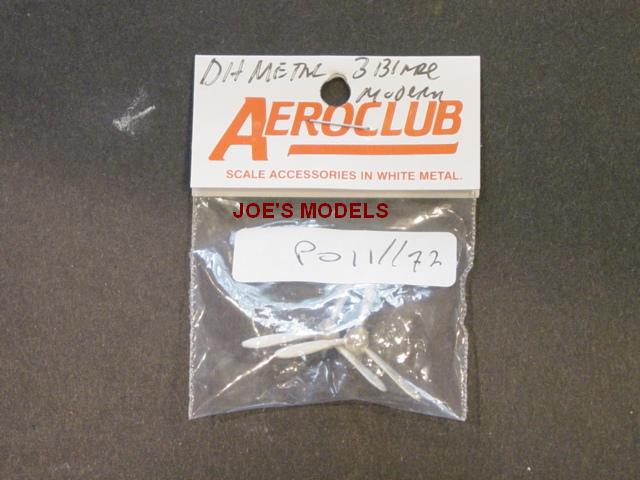 DH METAL 3 BLADE
MODERN
AEROCLUB
SCALE ACCESSORIES IN WHITE METAL.
JOE'S MODELS
P011//72